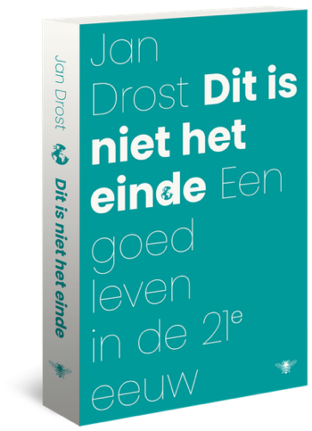 Jan
Drost Dit is
niet het
einde Een
goed
leven
in de 21e
eeuw
Jan Drost Dit is niet het einde